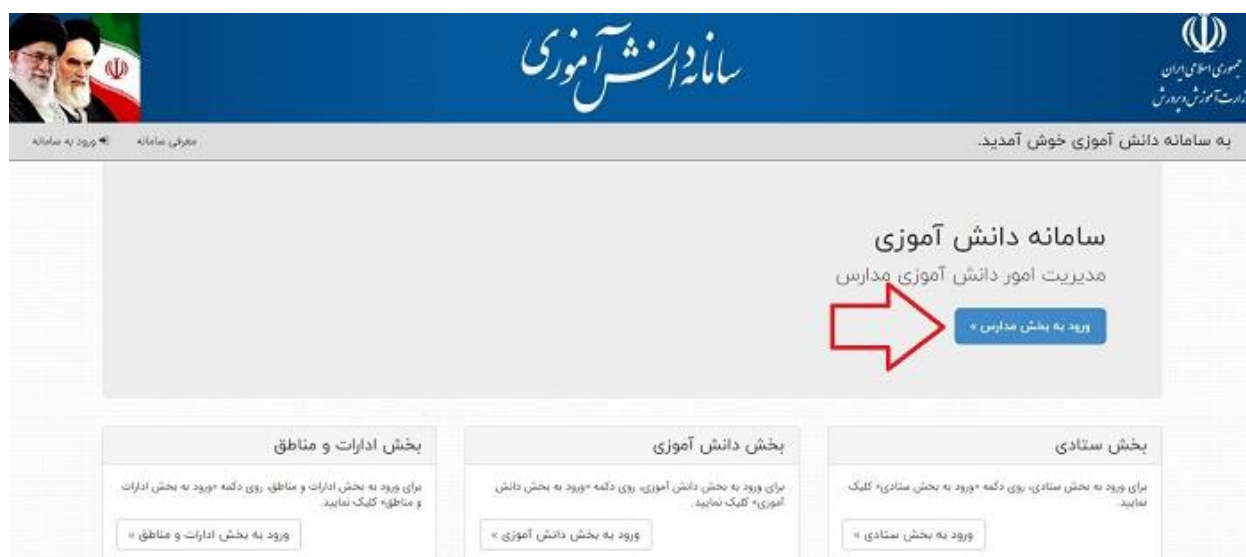 سامانه دانش آموزی
جمهوری اسلامی ایران
وزارت آموزش و پرورش
به سامانه دانش آموزی خوش آمدید.
معرفی سامانه
ورود به سامانه
سامانه دانش آموزی
مدیریت امور دانش آموزی مدارس
ورود به بخش مدارس »
بخش ستادی
برای ورود به بخش ستادی، روی دکمه «ورود به بخش ستادی» کلیک
نمایید.
ورود به بخش ستادی »
بخش دانش آموزی
برای ورود به بخش دانش آموزی، روی دکمه «ورود به بخش دانش
آموزی» کلیک نمایید.
ورود به بخش دانش آموزی »
بخش ادارات و مناطق
برای ورود به بخش ادارات و مناطق، روی دکمه «ورود به بخش ادارات
و مناطق» کلیک نمایید.
ورود به بخش ادارات و مناطق »